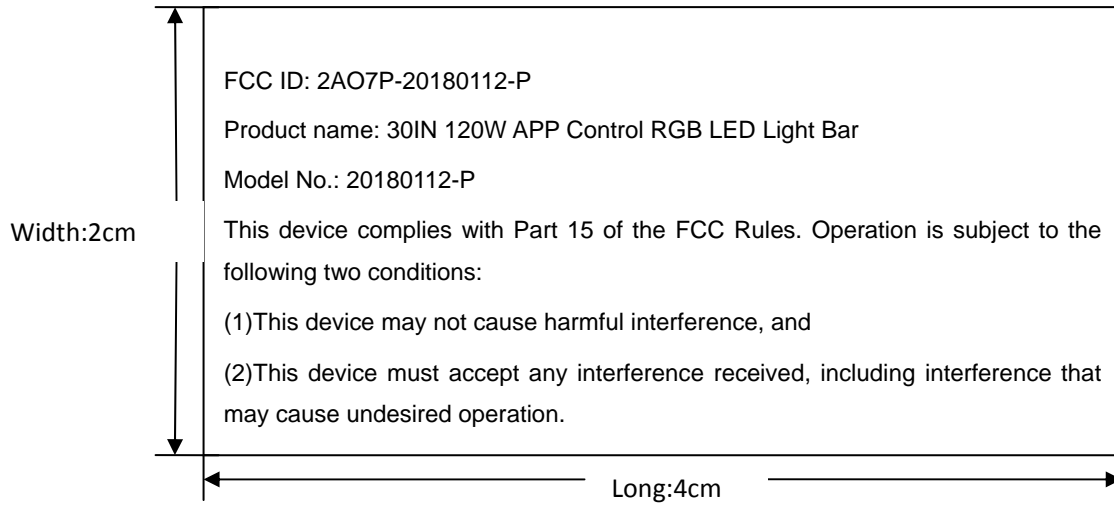 FCC ID: 2AO7P-20180112-P
Product name: 30IN 120W APP Control RGB LED Light Bar
Model No.: 20180112-P
Width:2cm
This device complies with Part 15 of the FCC Rules. Operation is subject to the
following two conditions:
(1)This device may not cause harmful interference, and
(2)This device must accept any interference received, including interference that
may cause undesired operation.
Long:4cm